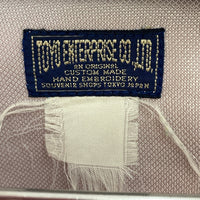 TOYO ENTERPRISE CO.,LTD.
AN ORIGINAL
CUSTOM MADE
HAND EMBROIDERY
SOUVENIR SHOPS TOKYO JAPAN